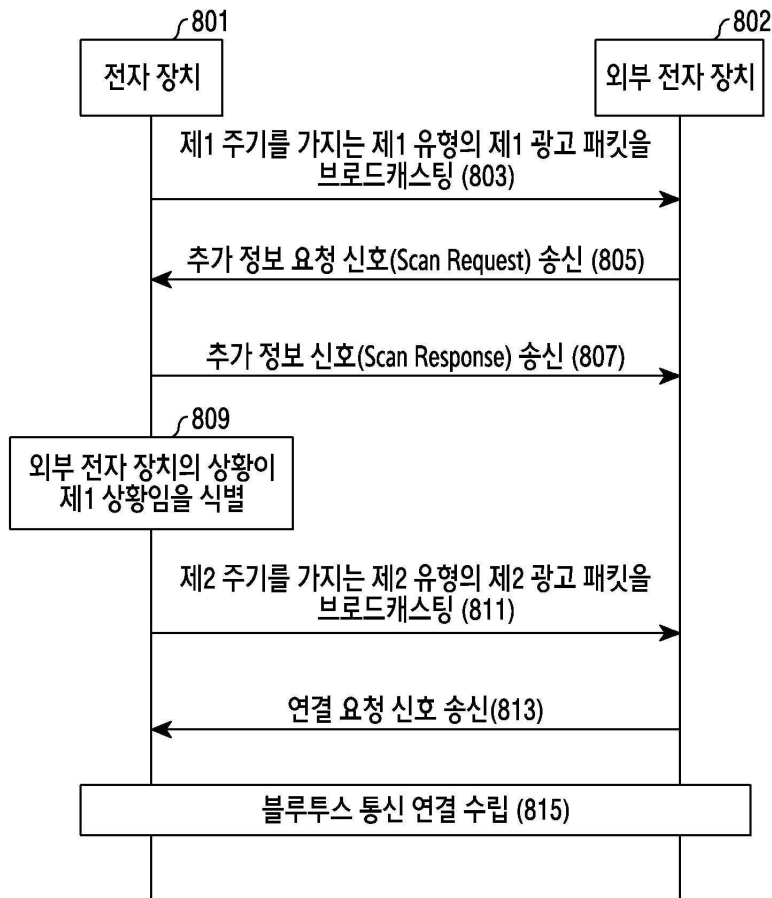 801
802
전자 장치
외부 전자 장치
제1 주기를 가지는 제1 유형의 제1 광고 패킷을
브로드캐스팅 (803)
추가 정보 요청 신호(Scan Request) 송신 (805)
추가 정보 신호(Scan Response) 송신 (807)
809
외부 전자 장치의 상황이
제1 상황임을 식별
제2 주기를 가지는 제2 유형의 제2 광고 패킷을
브로드캐스팅 (811)
연결 요청 신호 송신(813)
블루투스 통신 연결 수립 (815)